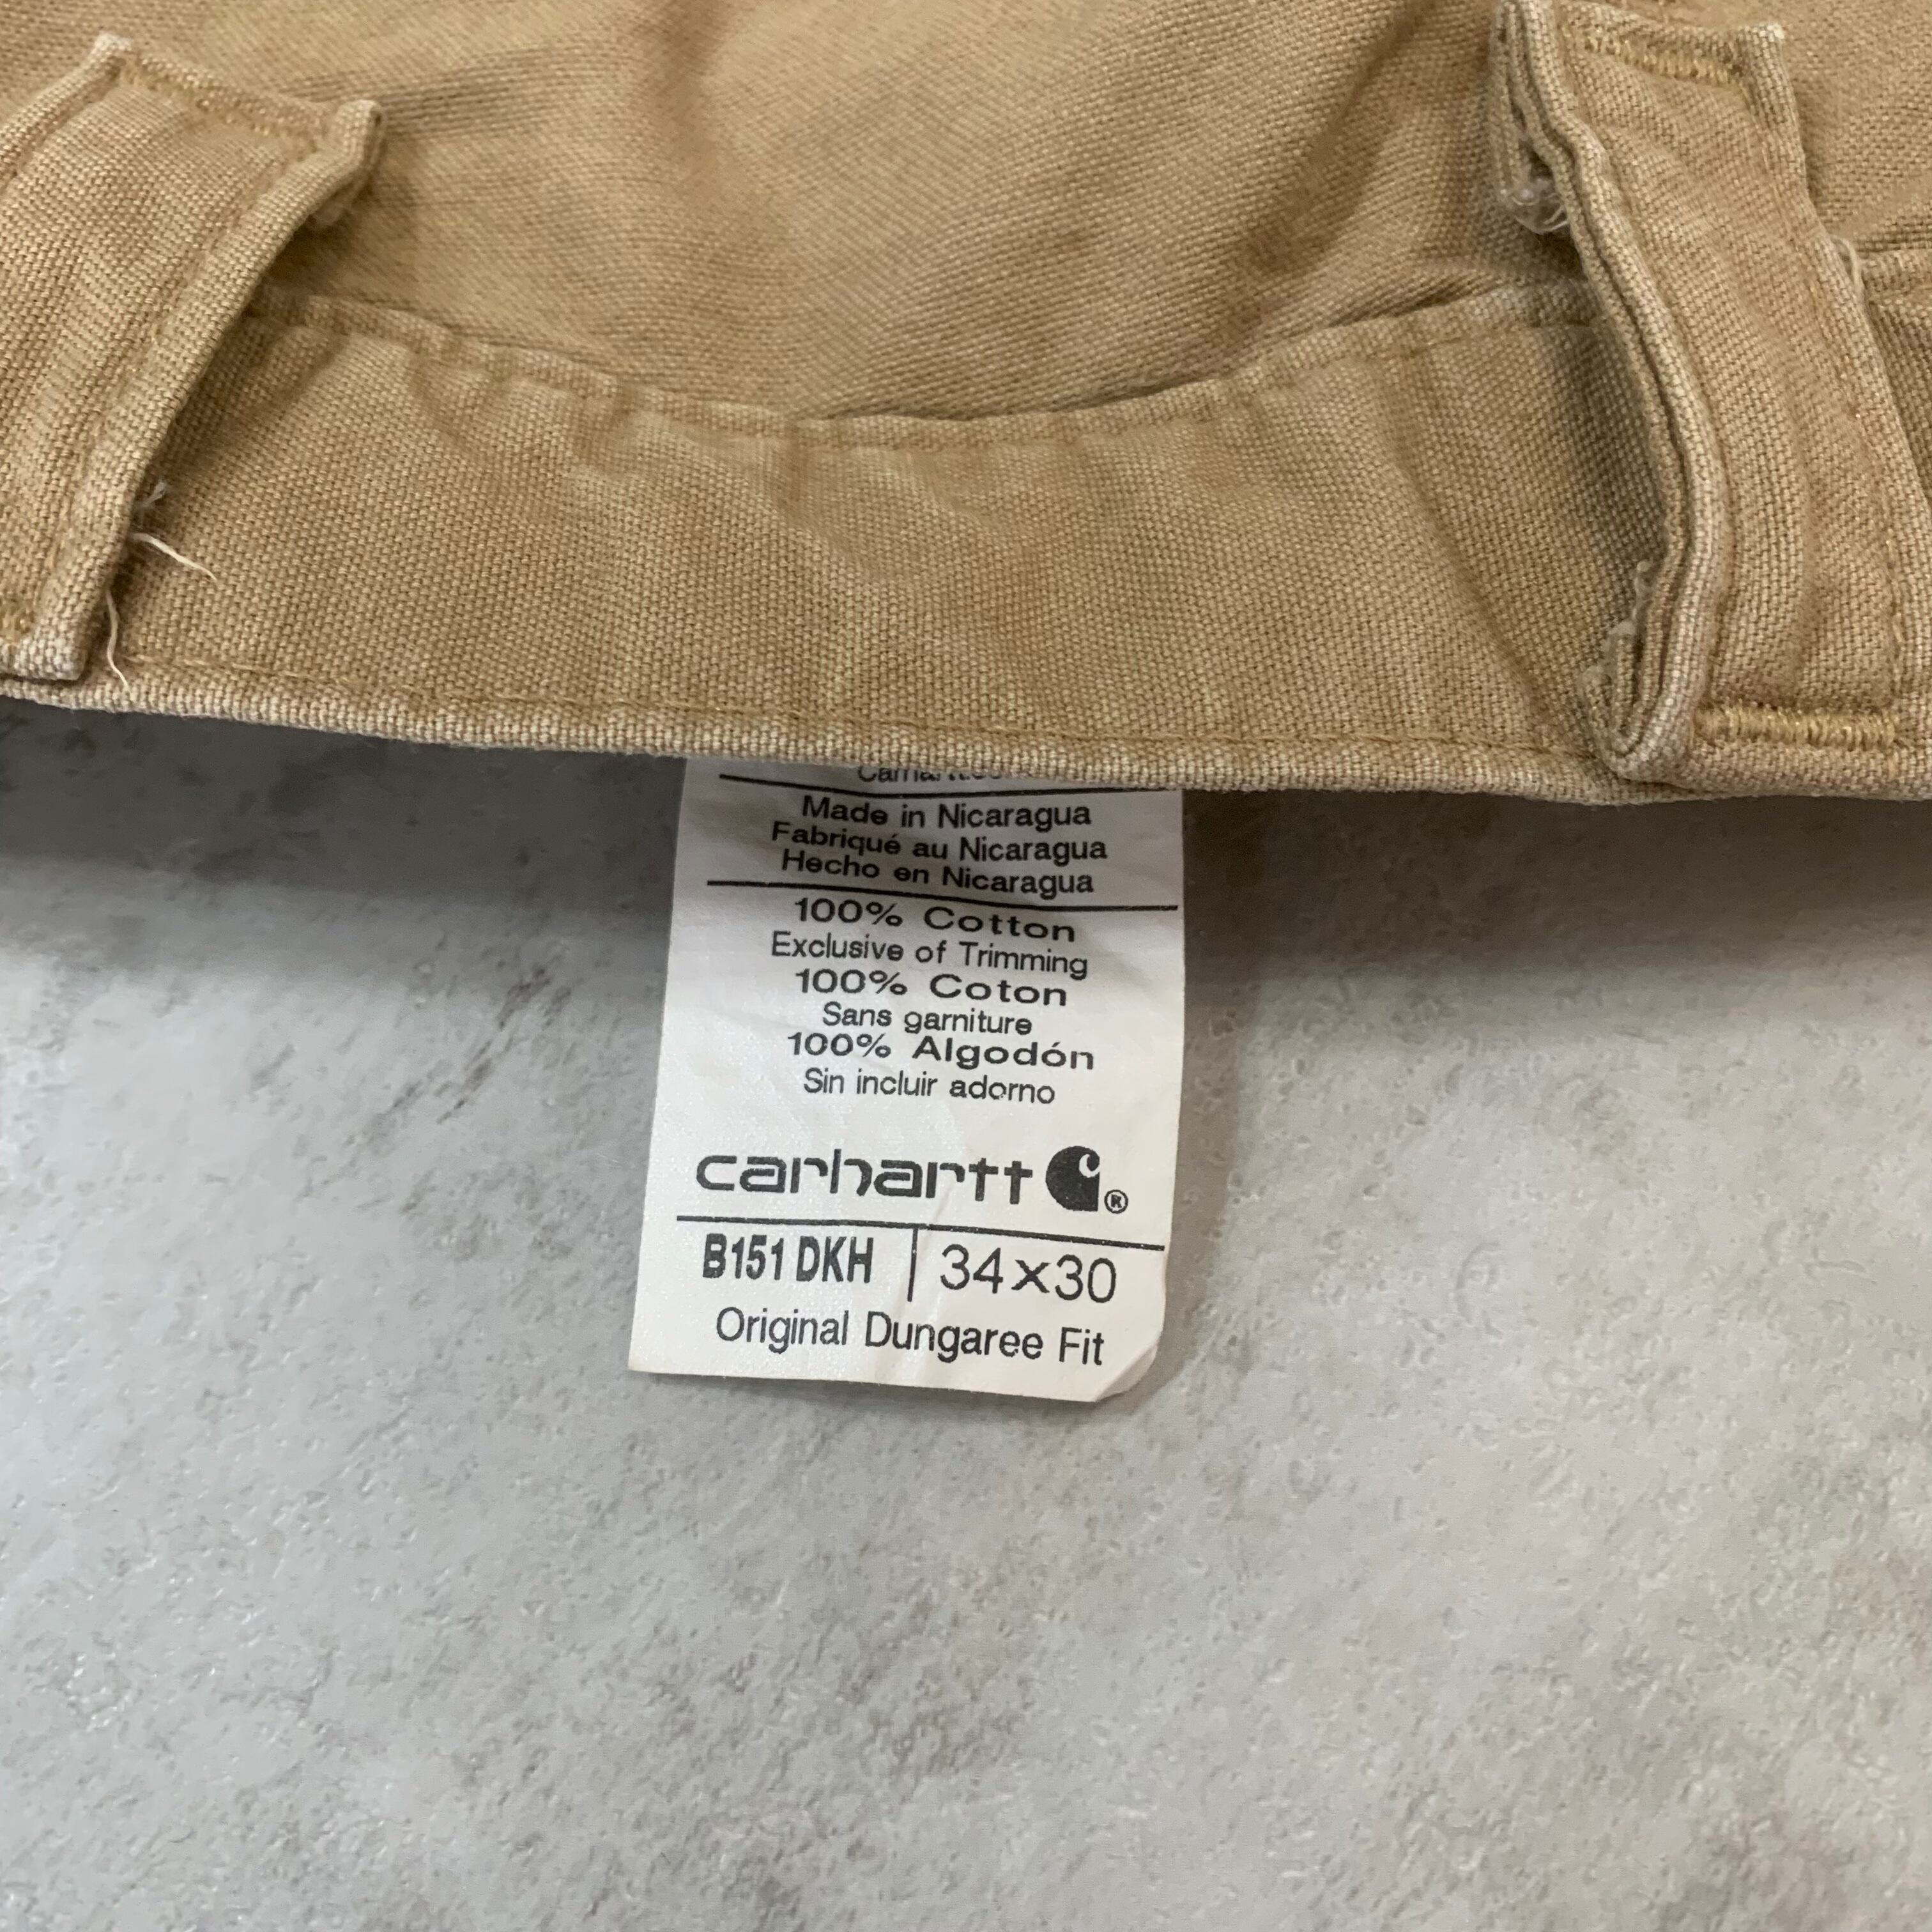 Made in Nicaragua
Fabriqué au Nicaragua
Hecho en Nicaragua
100% Cotton
Exclusive of Trimming
100% Coton
Sans garniture
100% Algodón
Sin incluir adorno
carhartt ®
B151 DKH | 34x30
Original Dungaree Fit